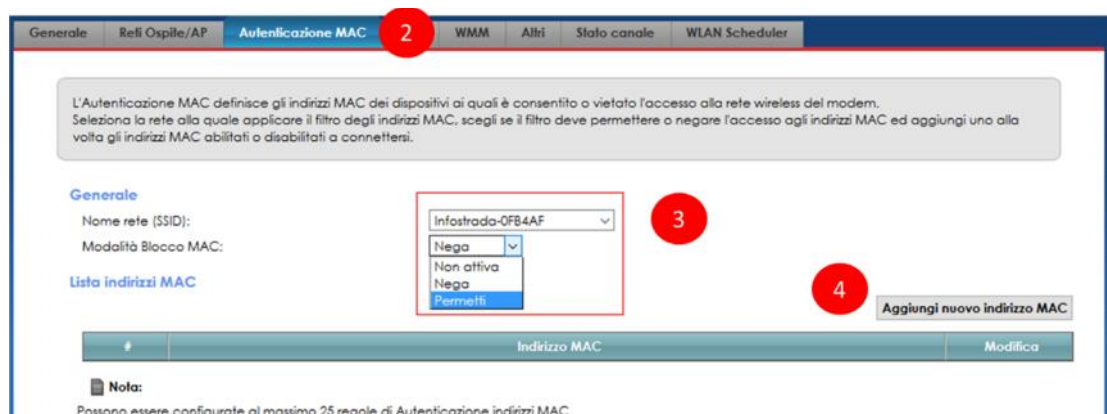 Generale Reti Ospite/AP Autenticazione MAC 2 WMM Altri Stato canale WLAN Scheduler
L'Autenticazione MAC definisce gli indirizzi MAC dei dispositivi ai quali è consentito o vietato l'accesso alla rete wireless del modem.
Seleziona la rete alla quale applicare il filtro degli indirizzi MAC, scegli se il filtro deve permettere o negare l'accesso agli indirizzi MAC ed aggiungi uno alla
volta gli indirizzi MAC abilitati o disabilitati a connettersi.
Generale
Nome rete (SSID): Infostrada-0FB4AF 3
Modalità Blocco MAC: Nega
Non attiva
Nega
Permetti
Lista indirizzi MAC
4
Aggiungi nuovo indirizzo MAC
# Indirizzo MAC Modifica
Nota:
Possono essere configurate al massimo 25 regole di Autenticazione indirizzi MAC